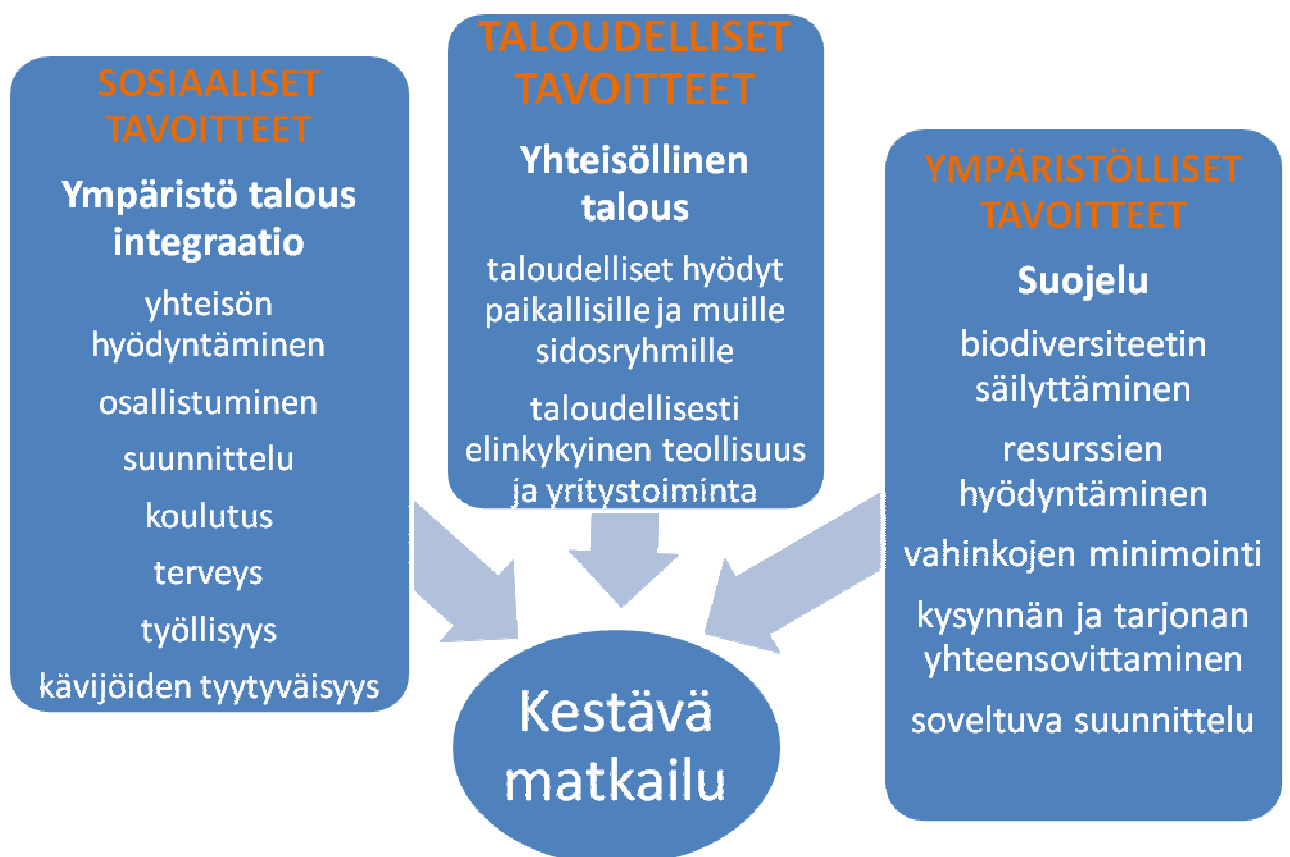 SOSIAALISET
TAVOITTEET
Ympäristö talous
integraatio
yhteisön
hyödyntäminen
osallistuminen
suunnittelu
koulutus
terveys
työllisyys
kävijöiden tyytyväisyys
TALOUDELLISET
TAVOITTEET
Yhteisöllinen
talous
taloudelliset hyödyt
paikallisille ja muille
sidosryhmille
taloudellisesti
elinkykyinen teollisuus
ja yritystoiminta
YMPÄRISTÖLLISET
TAVOITTEET
Suojelu
biodiversiteetin
säilyttäminen
resurssien
hyödyntäminen
vahinkojen minimointi
kysynnän ja tarjonan
yhteensovittaminen
soveltuva suunnittelu
Kestävä
matkailu